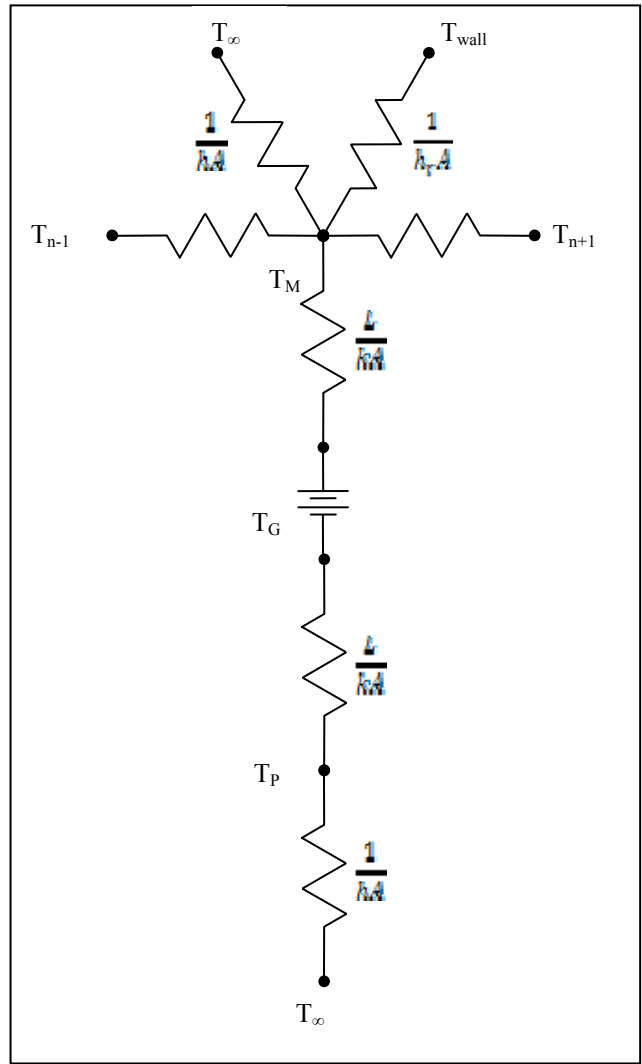 T∞ Twall
1/hA 1/hᵣA
Tn-1 Tn+1
TM
L/kA
TG
L/kA
TP
1/hA
T∞